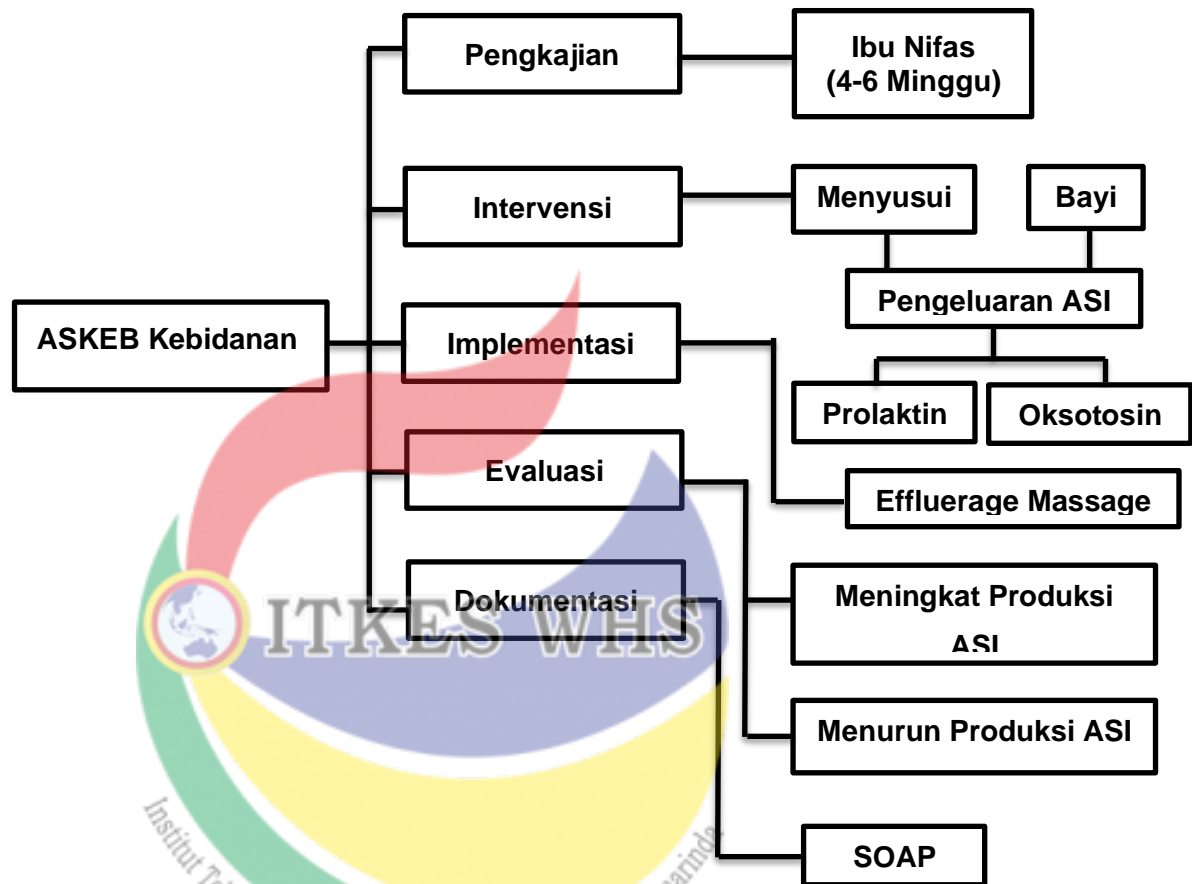 Pengkajian
Ibu Nifas
(4-6 Minggu)
Intervensi
Menyusui
Bayi
Pengeluaran ASI
ASKEB Kebidanan
Implementasi
Prolaktin
Oksotosin
Evaluasi
Effluerage Massage
Dokumentasi
Meningkat Produksi
ASI
ITKES WHS
Menurun Produksi ASI
SOAP
Institut